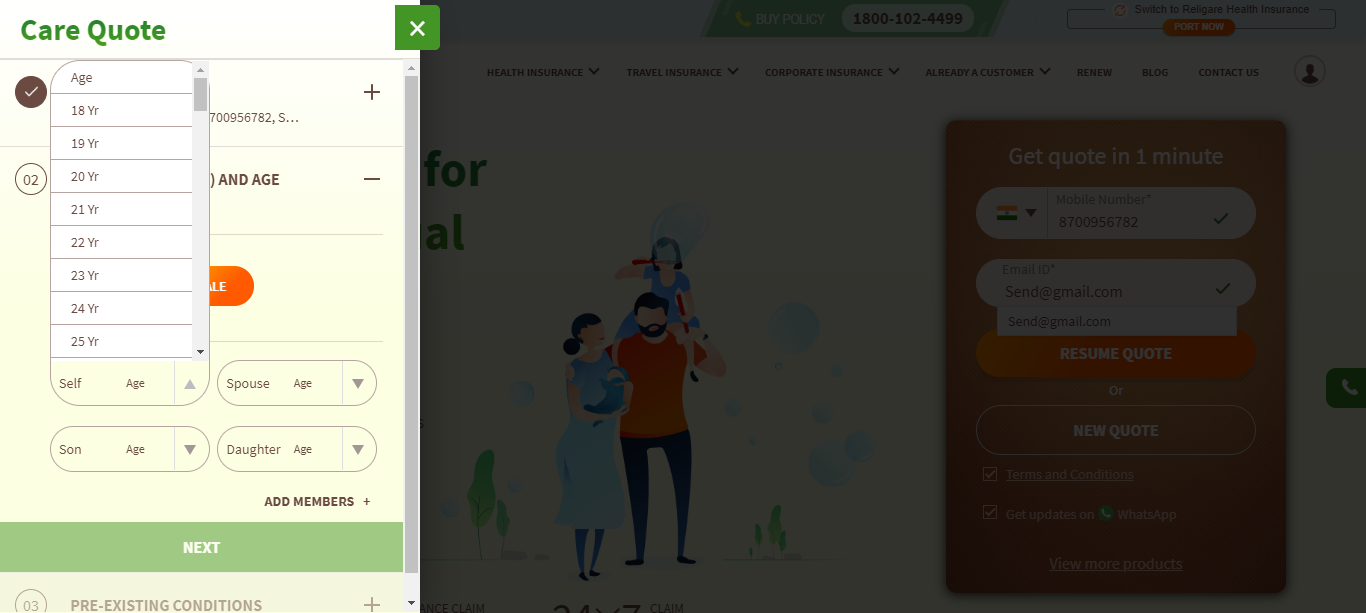 Care Quote
Age
18 Yr
19 Yr
20 Yr
21 Yr
22 Yr
23 Yr
24 Yr
25 Yr
700956782, S...
02
) AND AGE
ALE
Self Age
Spouse Age
Son Age
Daughter Age
ADD MEMBERS +
NEXT
03 PRE-EXISTING CONDITIONS
BUY POLICY 1800-102-4499
Switch to Religare Health Insurance
PORT NOW
HEALTH INSURANCE TRAVEL INSURANCE CORPORATE INSURANCE ALREADY A CUSTOMER RENEW BLOG CONTACT US
for
al
s
Get quote in 1 minute
Mobile Number*
8700956782
Email ID*
Send@gmail.com
Send@gmail.com
RESUME QUOTE
Or
NEW QUOTE
Terms and Conditions
Get updates on WhatsApp
View more products
ANCE CLAIM
24x7 CLAIM